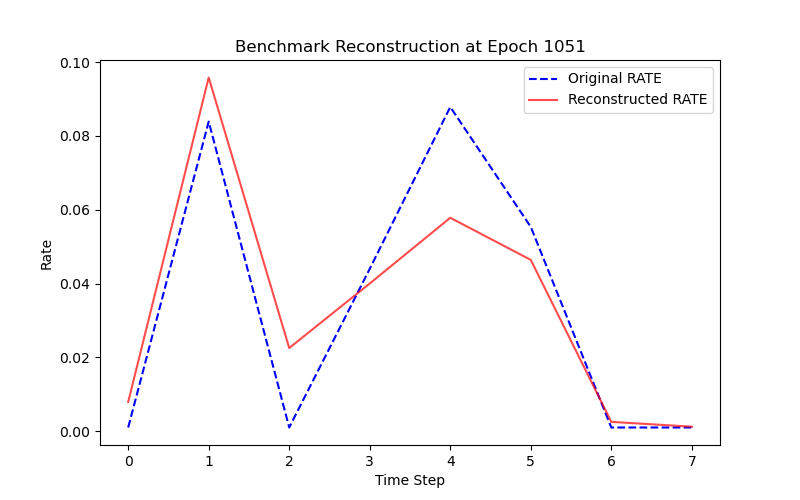 Benchmark Reconstruction at Epoch 1051
Original RATE
Reconstructed RATE
Rate
0.10
0.08
0.06
0.04
0.02
0.00
0 1 2 3 4 5 6 7
Time Step